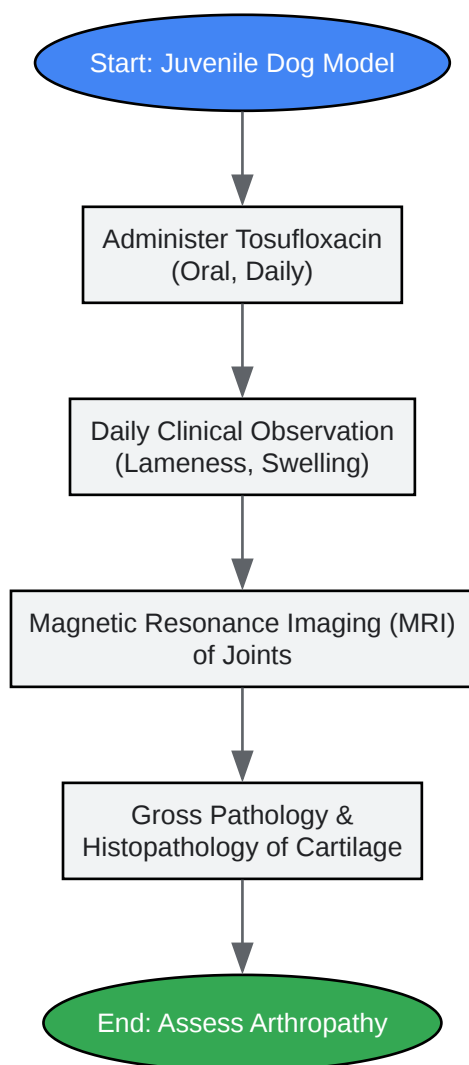 Start: Juvenile Dog Model
Administer Tosufloxacin
(Oral, Daily)
Daily Clinical Observation
(Lameness, Swelling)
Magnetic Resonance Imaging (MRI)
of Joints
Gross Pathology &
Histopathology of Cartilage
End: Assess Arthropathy